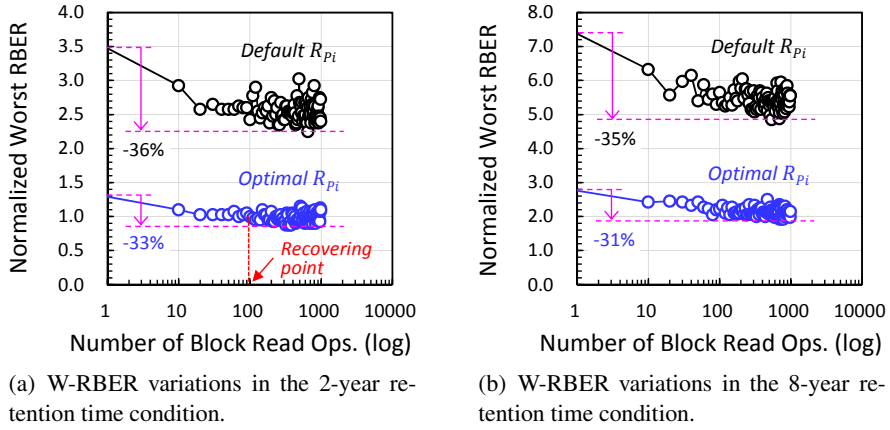 Normalized Worst RBER
4.0
3.5
3.0
2.5
2.0
1.5
1.0
0.5
0.0
Default R_Pi
-36%
Optimal R_Pi
-33%
Recovering
point
1 10 100 1000 10000
Number of Block Read Ops. (log)
(a) W-RBER variations in the 2-year re-
tention time condition.
Normalized Worst RBER
8.0
7.0
6.0
5.0
4.0
3.0
2.0
1.0
0.0
Default R_Pi
-35%
Optimal R_Pi
-31%
1 10 100 1000 10000
Number of Block Read Ops. (log)
(b) W-RBER variations in the 8-year re-
tention time condition.